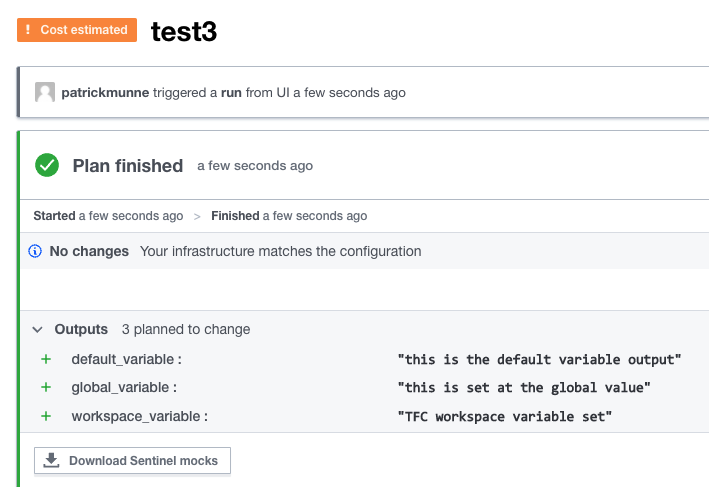 ! Cost estimated test3
patrickmunne triggered a run from UI a few seconds ago
Plan finished a few seconds ago
Started a few seconds ago > Finished a few seconds ago
No changes Your infrastructure matches the configuration
Outputs 3 planned to change
+ default_variable : "this is the default variable output"
+ global_variable : "this is set at the global value"
+ workspace_variable : "TFC workspace variable set"
Download Sentinel mocks